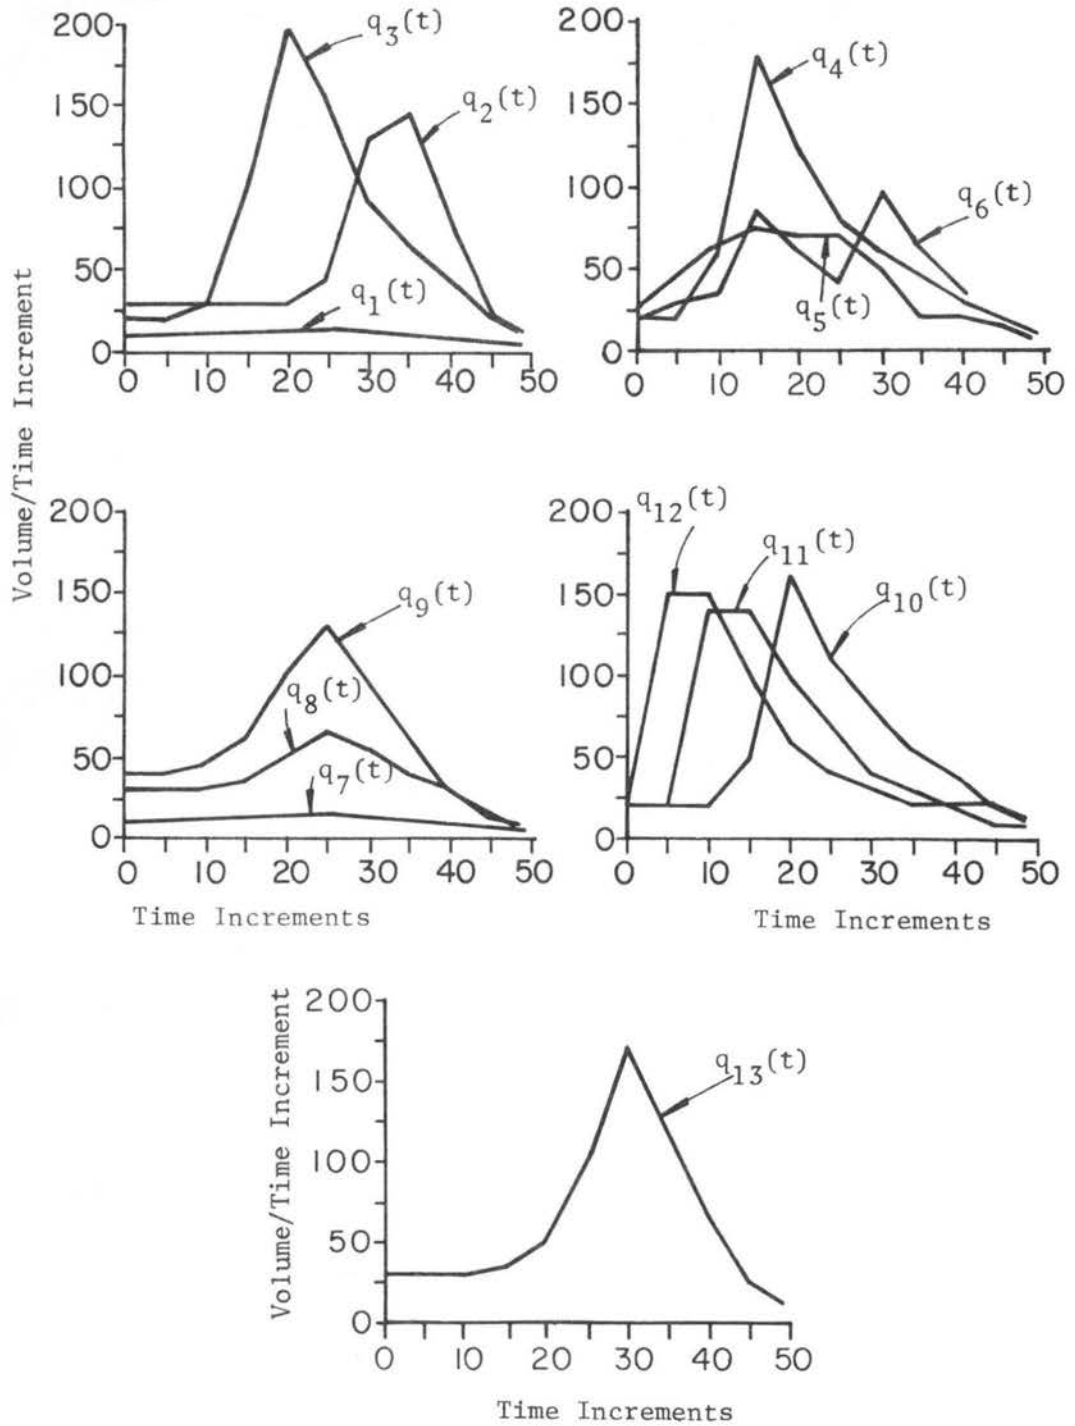 200
150
100
50
0
q3(t)
q2(t)
q1(t)
0 10 20 30 40 50
200
150
100
50
0
q4(t)
q6(t)
q5(t)
0 10 20 30 40 50
Volume/Time Increment
200
150
100
50
0
q9(t)
q8(t)
q7(t)
0 10 20 30 40 50
Time Increments
200
150
100
50
0
q12(t)
q11(t)
q10(t)
0 10 20 30 40 50
Time Increments
Volume/Time Increment
200
150
100
50
0
q13(t)
0 10 20 30 40 50
Time Increments